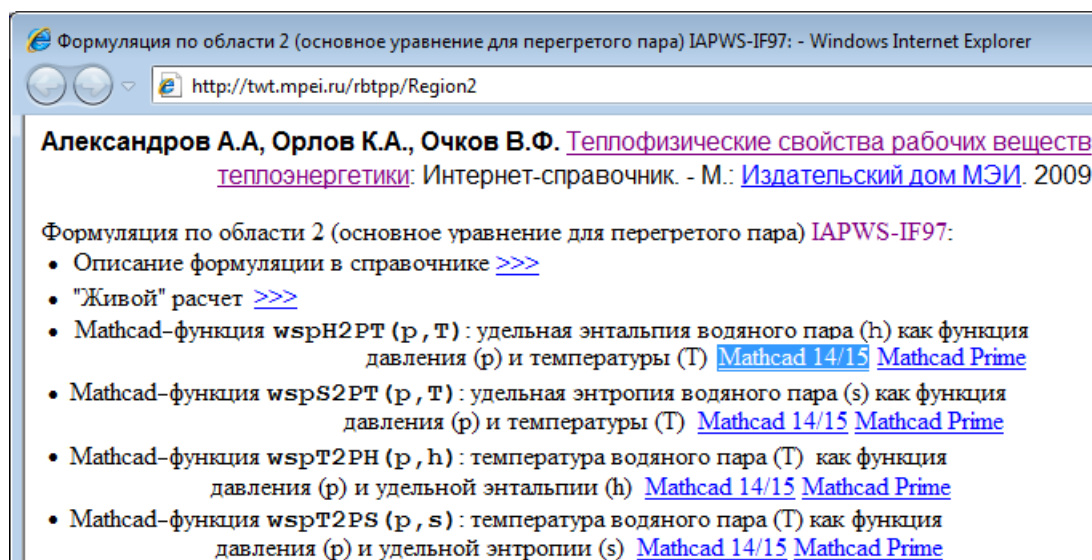 Формуляция по области 2 (основное уравнение для перегретого пара) IAPWS-IF97: - Windows Internet Explorer
http://twt.mpei.ru/rbtpp/Region2
Александров А.А, Орлов К.А., Очков В.Ф. Теплофизические свойства рабочих веществ
теплоэнергетики: Интернет-справочник. - М.: Издательский дом МЭИ. 2009
Формуляция по области 2 (основное уравнение для перегретого пара) IAPWS-IF97:
• Описание формуляции в справочнике >>>
• "Живой" расчет >>>
• Mathcad-функция wspH2PT(p,T): удельная энтальпия водяного пара (h) как функция
давления (p) и температуры (T) Mathcad 14/15 Mathcad Prime
• Mathcad-функция wspS2PT(p,T): удельная энтропия водяного пара (s) как функция
давления (p) и температуры (T) Mathcad 14/15 Mathcad Prime
• Mathcad-функция wspT2PH(p,h): температура водяного пара (T) как функция
давления (p) и удельной энтальпии (h) Mathcad 14/15 Mathcad Prime
• Mathcad-функция wspT2PS(p,s): температура водяного пара (T) как функция
давления (p) и удельной энтропии (s) Mathcad 14/15 Mathcad Prime